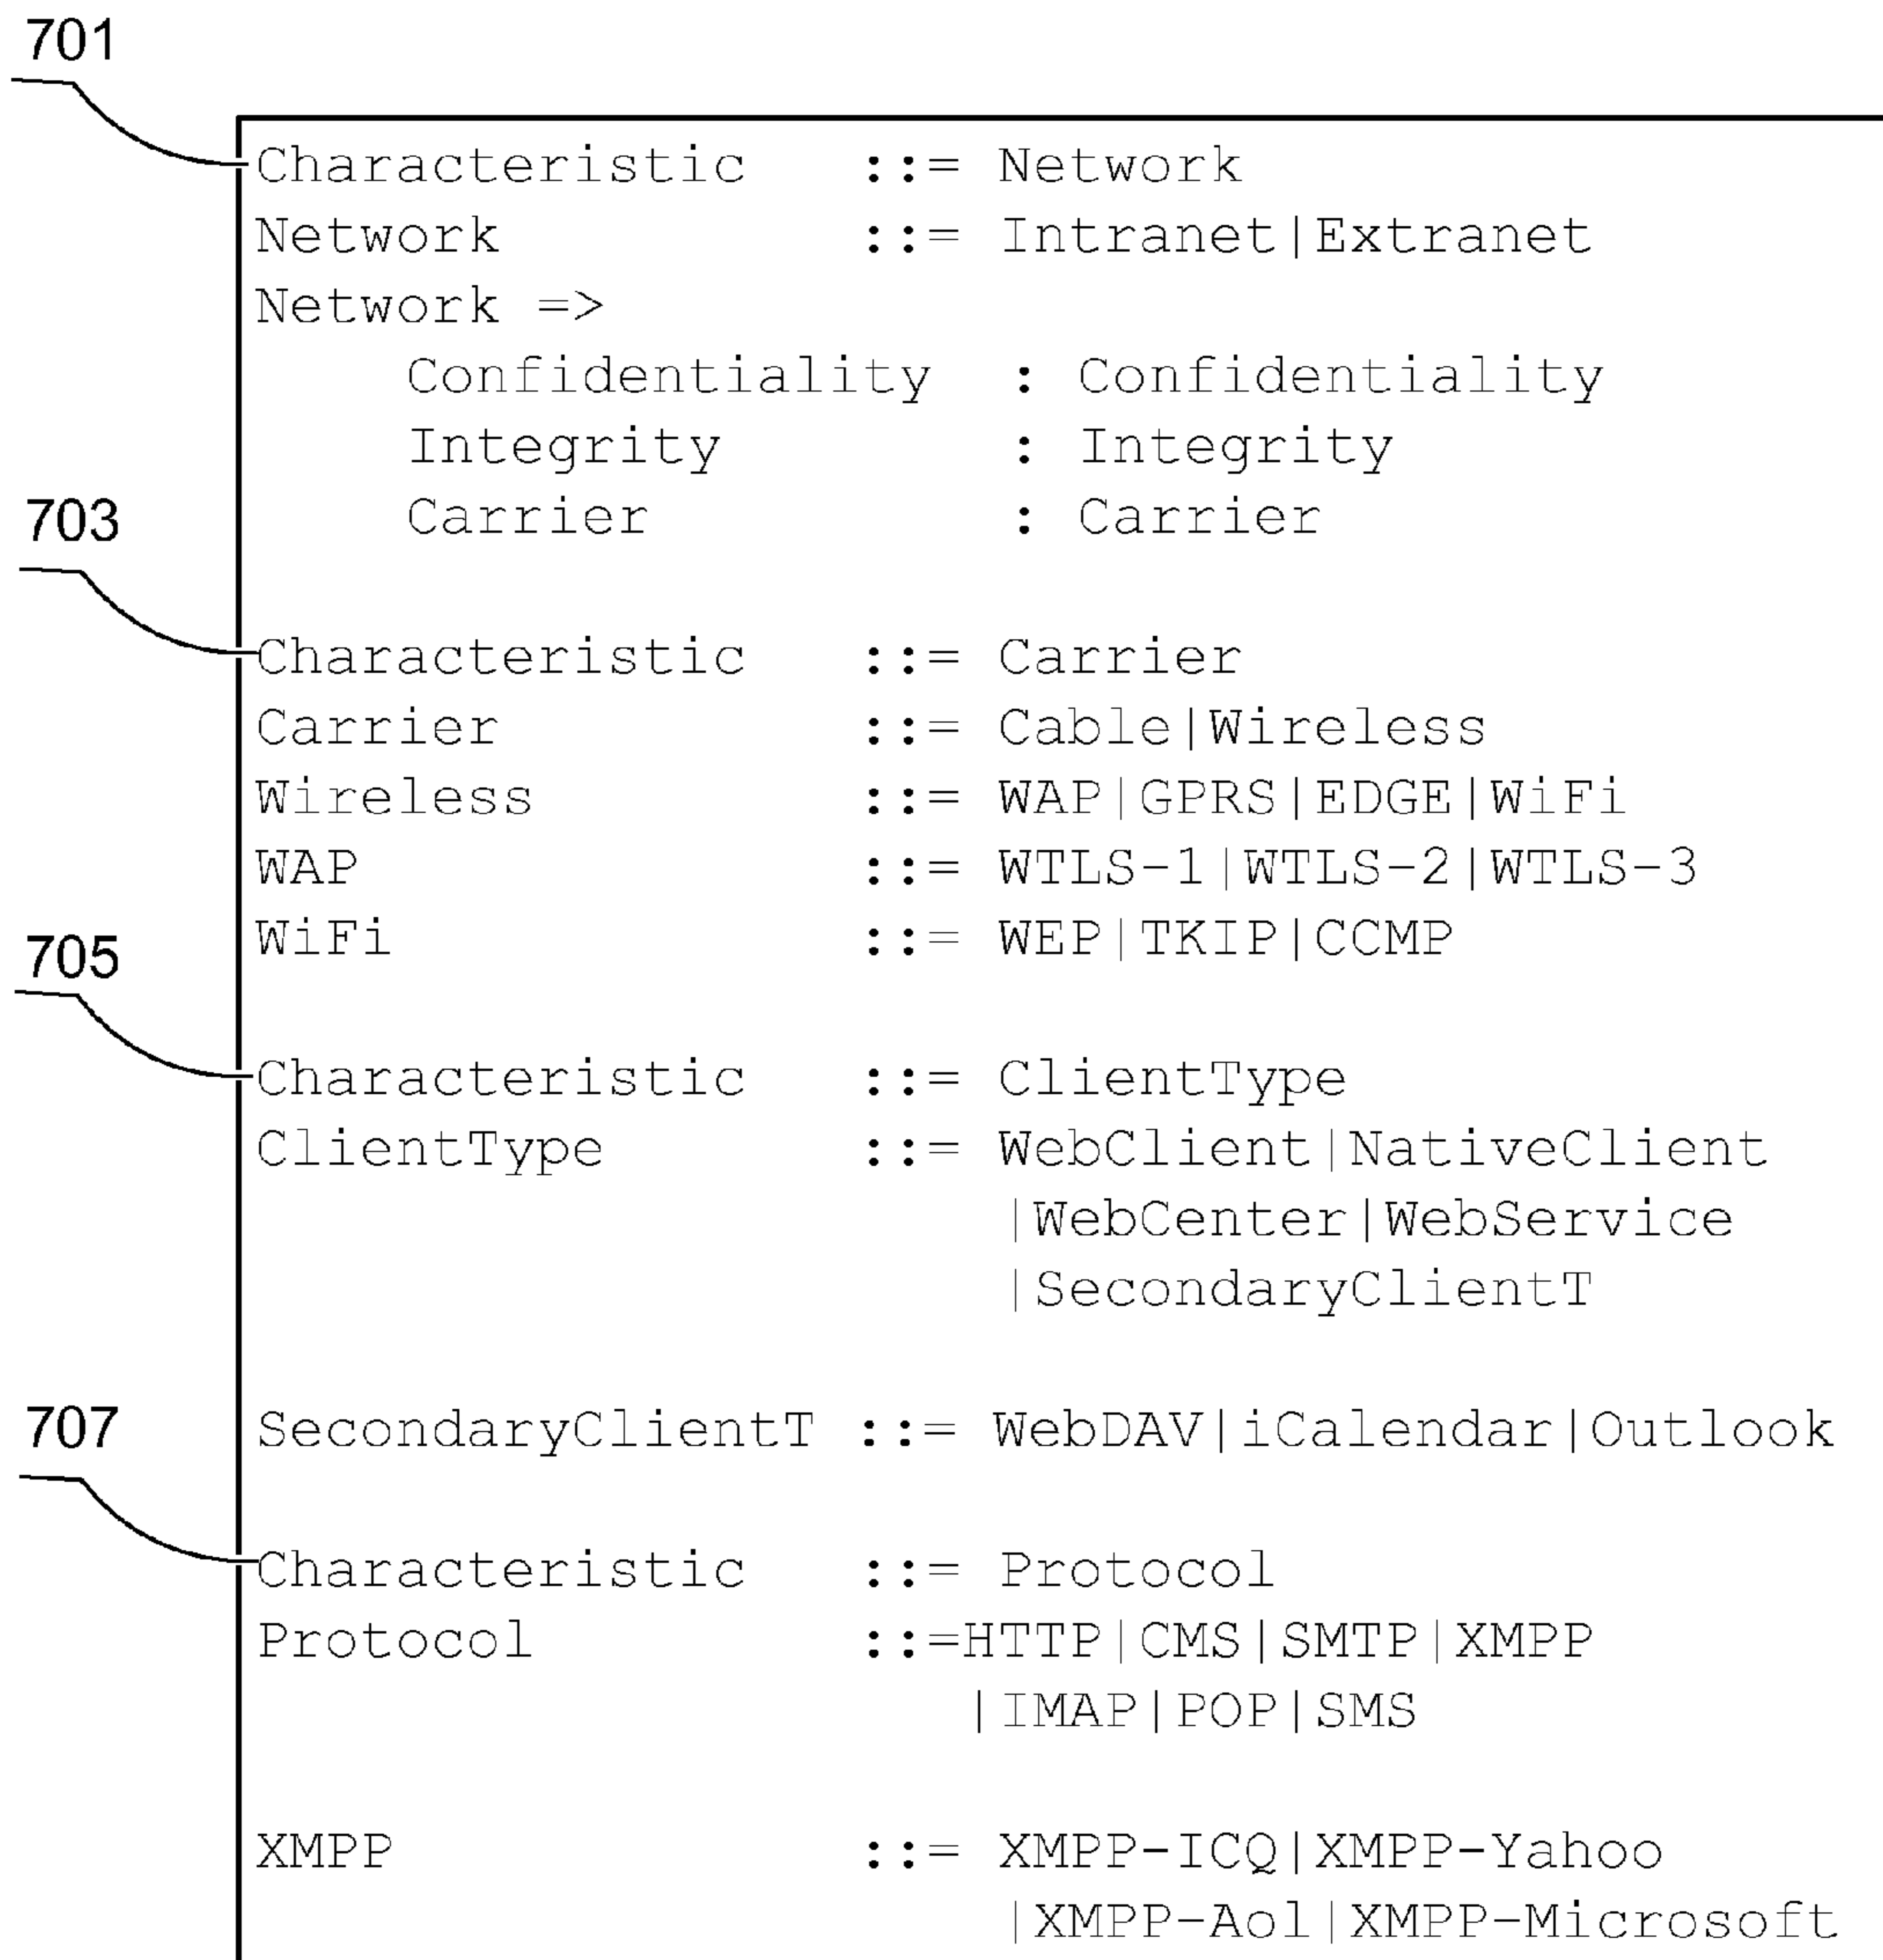 701
Characteristic ::= Network
Network ::= Intranet|Extranet
Network =>
Confidentiality : Confidentiality
Integrity : Integrity
703
Carrier : Carrier
Characteristic ::= Carrier
Carrier ::= Cable|Wireless
Wireless ::= WAP|GPRS|EDGE|WiFi
WAP ::= WTLS-1|WTLS-2|WTLS-3
WiFi ::= WEP|TKIP|CCMP
705
Characteristic ::= ClientType
ClientType ::= WebClient|NativeClient
|WebCenter|WebService
|SecondaryClientT
707
SecondaryClientT ::= WebDAV|iCalendar|Outlook
Characteristic ::= Protocol
Protocol ::=HTTP|CMS|SMTP|XMPP
|IMAP|POP|SMS
XMPP ::= XMPP-ICQ|XMPP-Yahoo
|XMPP-Aol|XMPP-Microsoft